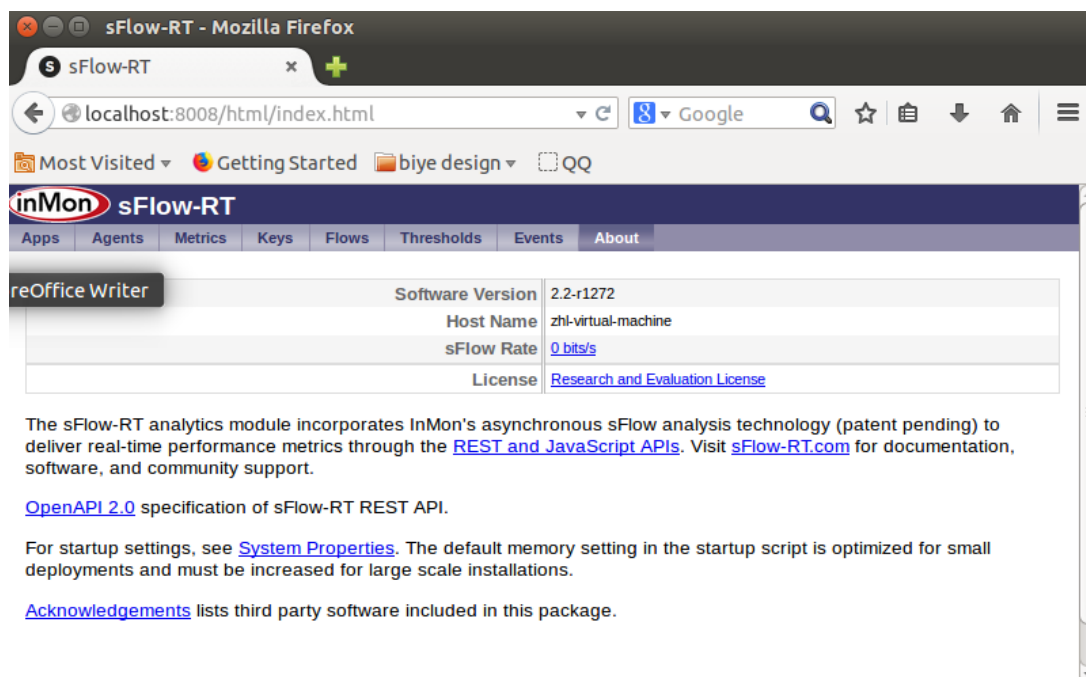 sFlow-RT - Mozilla Firefox
S sFlow-RT
localhost:8008/html/index.html 8 Google
Most Visited Getting Started biye design QQ
inMon sFlow-RT
Apps Agents Metrics Keys Flows Thresholds Events About
reOffice Writer
Software Version 2.2-r1272
Host Name zhl-virtual-machine
sFlow Rate 0 bits/s
License Research and Evaluation License
The sFlow-RT analytics module incorporates InMon's asynchronous sFlow analysis technology (patent pending) to
deliver real-time performance metrics through the REST and JavaScript APIs. Visit sFlow-RT.com for documentation,
software, and community support.
OpenAPI 2.0 specification of sFlow-RT REST API.
For startup settings, see System Properties. The default memory setting in the startup script is optimized for small
deployments and must be increased for large scale installations.
Acknowledgements lists third party software included in this package.